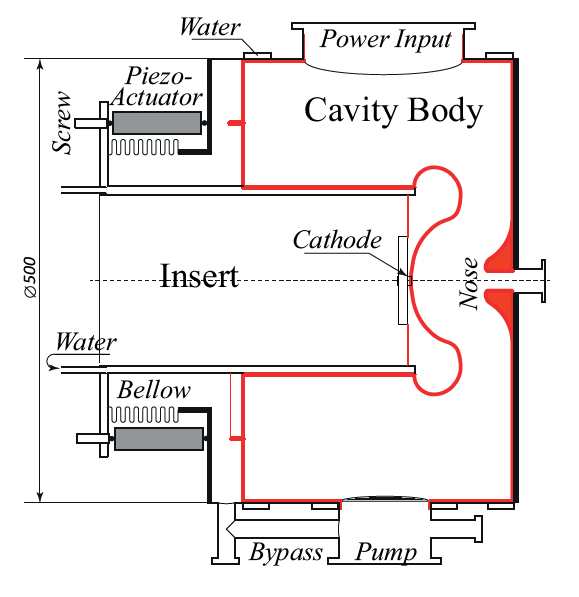 Water
Power Input
Piezo-
Actuator
Screw
Cavity Body
Cathode
Insert
Nose
Ø500
Water
Bellow
Bypass
Pump